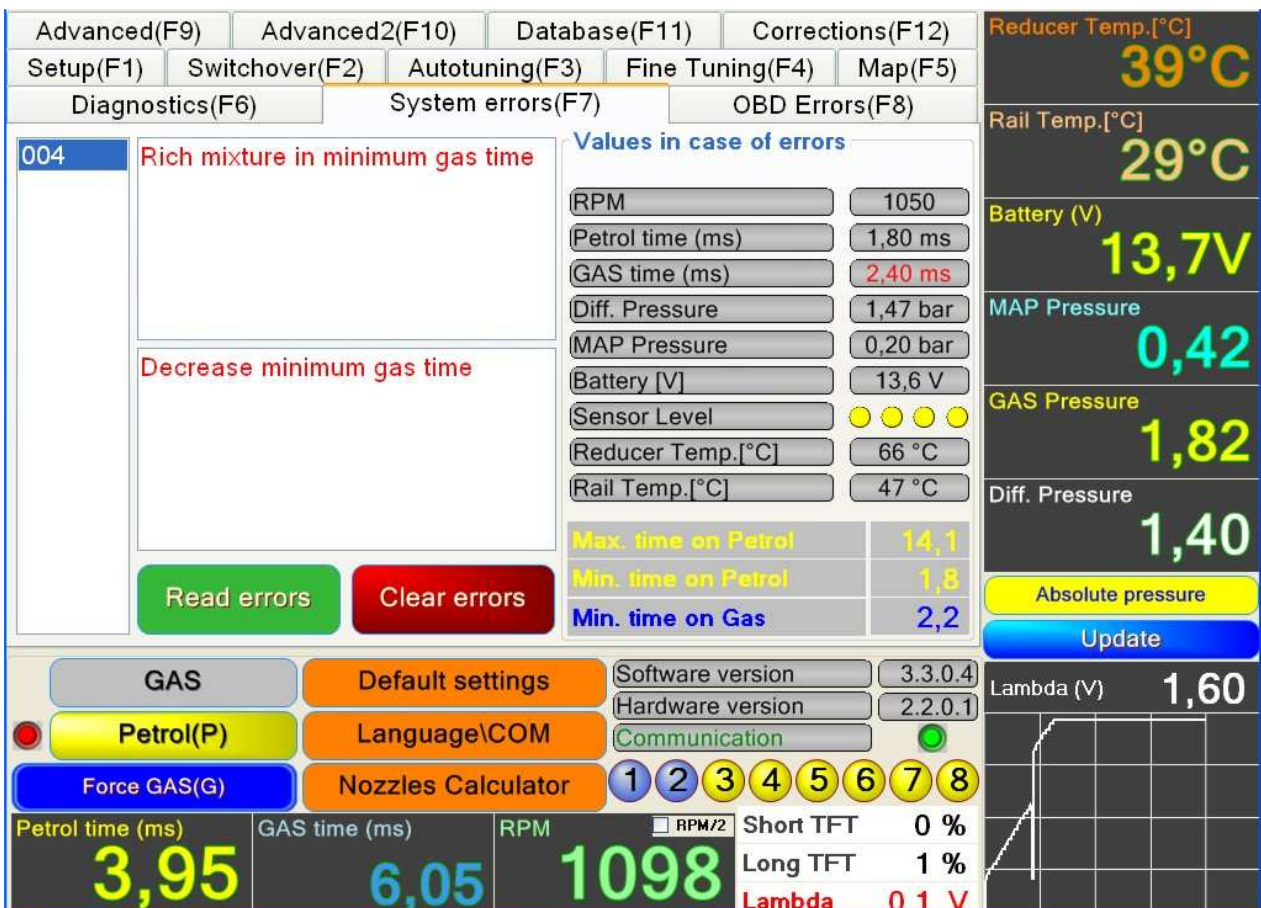 Advanced(F9) Advanced2(F10) Database(F11) Corrections(F12)
Setup(F1) Switchover(F2) Autotuning(F3) Fine Tuning(F4) Map(F5)
Diagnostics(F6) System errors(F7) OBD Errors(F8)
004
Rich mixture in minimum gas time
Decrease minimum gas time
Read errors
Clear errors
Values in case of errors
RPM 1050
Petrol time (ms) 1,80 ms
GAS time (ms) 2,40 ms
Diff. Pressure 1,47 bar
MAP Pressure 0,20 bar
Battery [V] 13,6 V
Sensor Level
Reducer Temp.[°C] 66 °C
Rail Temp.[°C] 47 °C
Max. time on Petrol 14,1
Min. time on Petrol 1,8
Min. time on Gas 2,2
Reducer Temp.[°C]
39°C
Rail Temp.[°C]
29°C
Battery (V)
13,7V
MAP Pressure
0,42
GAS Pressure
1,82
Diff. Pressure
1,40
Absolute pressure
Update
Lambda (V) 1,60
GAS
Petrol(P)
Force GAS(G)
Default settings
Language\COM
Nozzles Calculator
Software version 3.3.0.4
Hardware version 2.2.0.1
Communication
1 2 3 4 5 6 7 8
Petrol time (ms)
3,95
GAS time (ms)
6,05
RPM
RPM/2
1098
Short TFT 0 %
Long TFT 1 %
Lambda 0 1 V